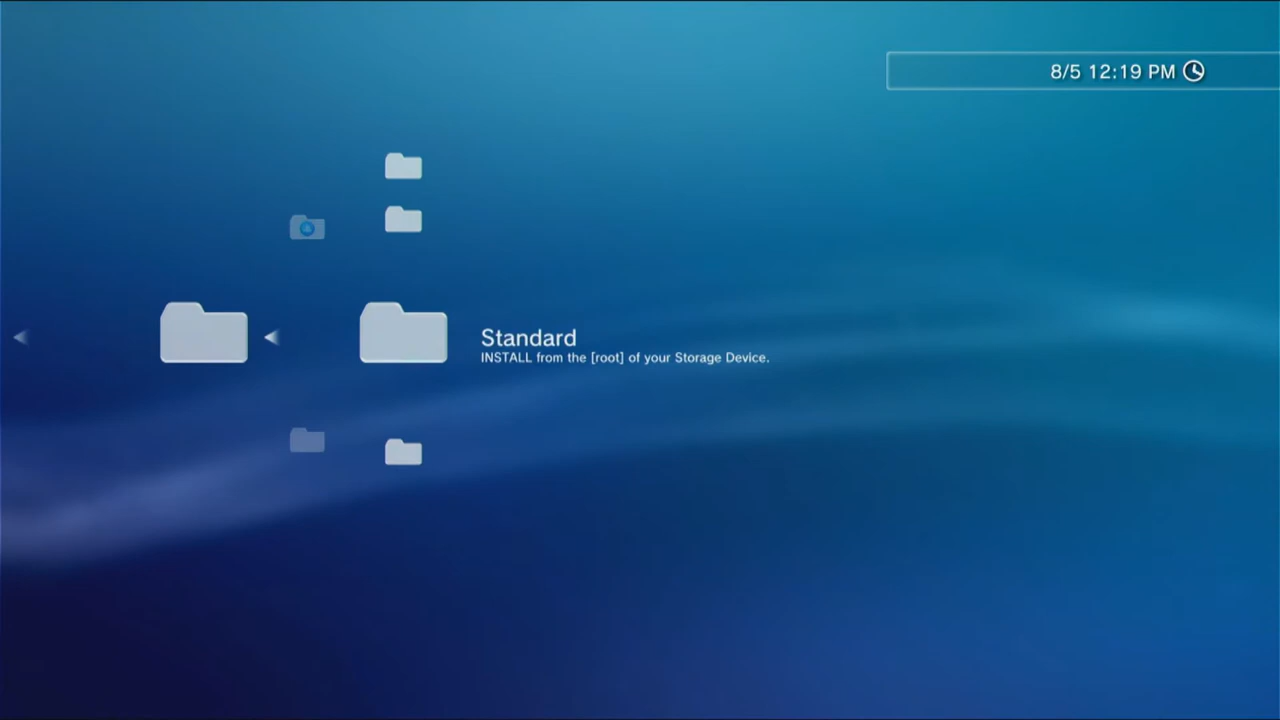 8/5 12:19 PM
Standard
INSTALL from the [root] of your Storage Device.